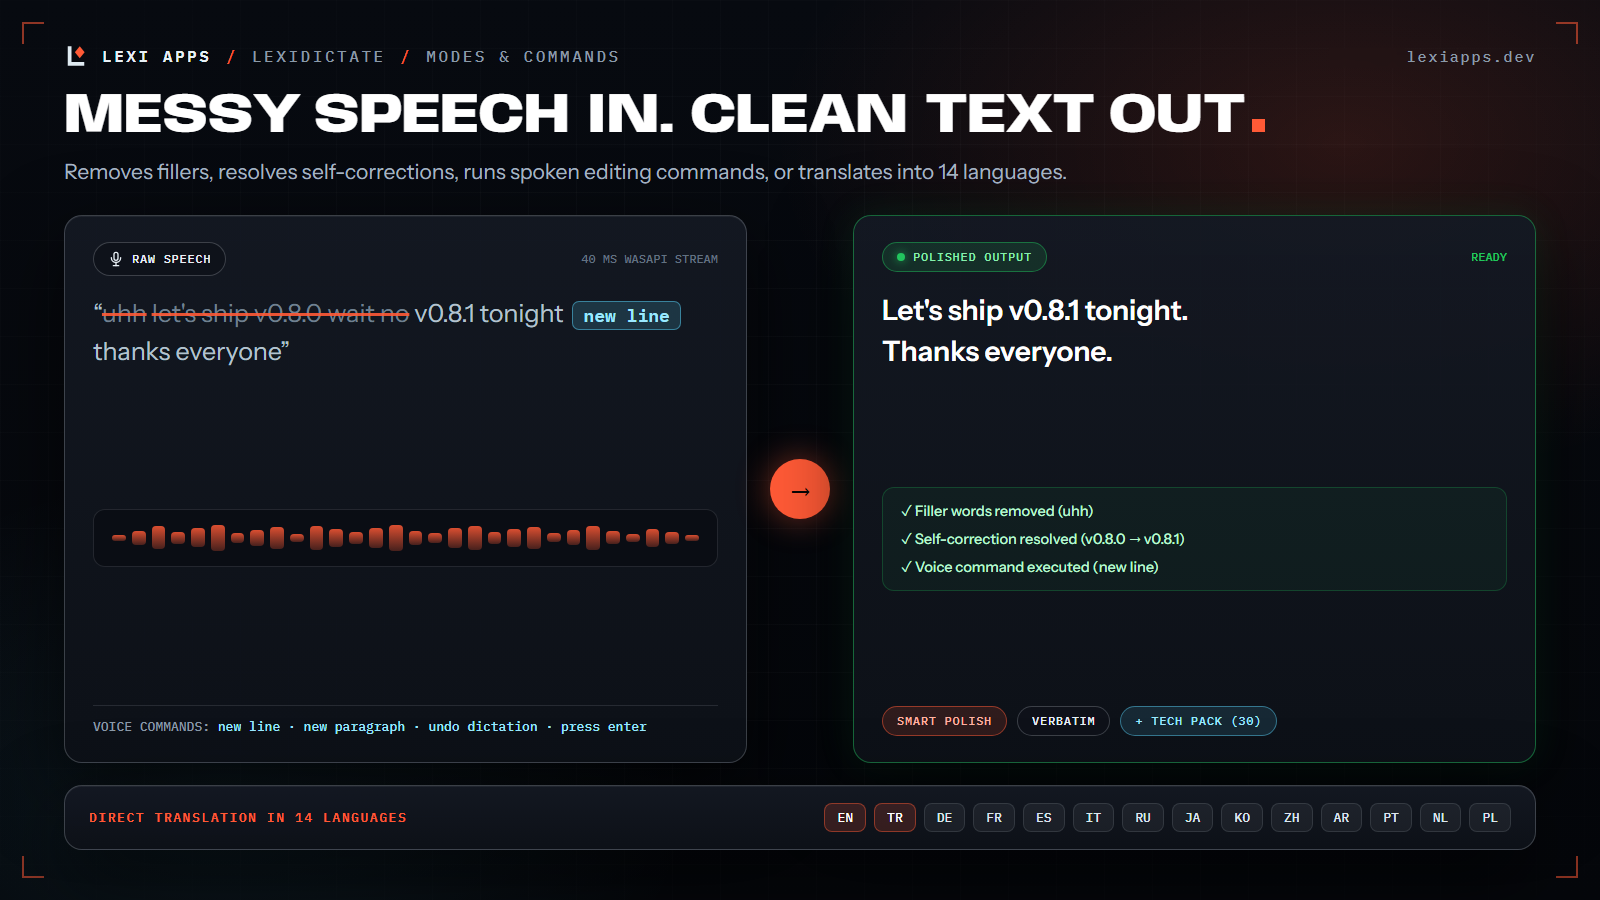 LEXI APPS / LEXIDICTATE / MODES & COMMANDS
lexiapps.dev
MESSY SPEECH IN. CLEAN TEXT OUT.
Removes fillers, resolves self-corrections, runs spoken editing commands, or translates into 14 languages.
RAW SPEECH
40 MS WASAPI STREAM
“uhh let's ship v0.8.0 wait no v0.8.1 tonight new line
thanks everyone”
VOICE COMMANDS: new line · new paragraph · undo dictation · press enter
→
POLISHED OUTPUT
READY
Let's ship v0.8.1 tonight.
Thanks everyone.
✓ Filler words removed (uhh)
✓ Self-correction resolved (v0.8.0 → v0.8.1)
✓ Voice command executed (new line)
SMART POLISH
VERBATIM
+ TECH PACK (30)
DIRECT TRANSLATION IN 14 LANGUAGES
EN TR DE FR ES IT RU JA KO ZH AR PT NL PL